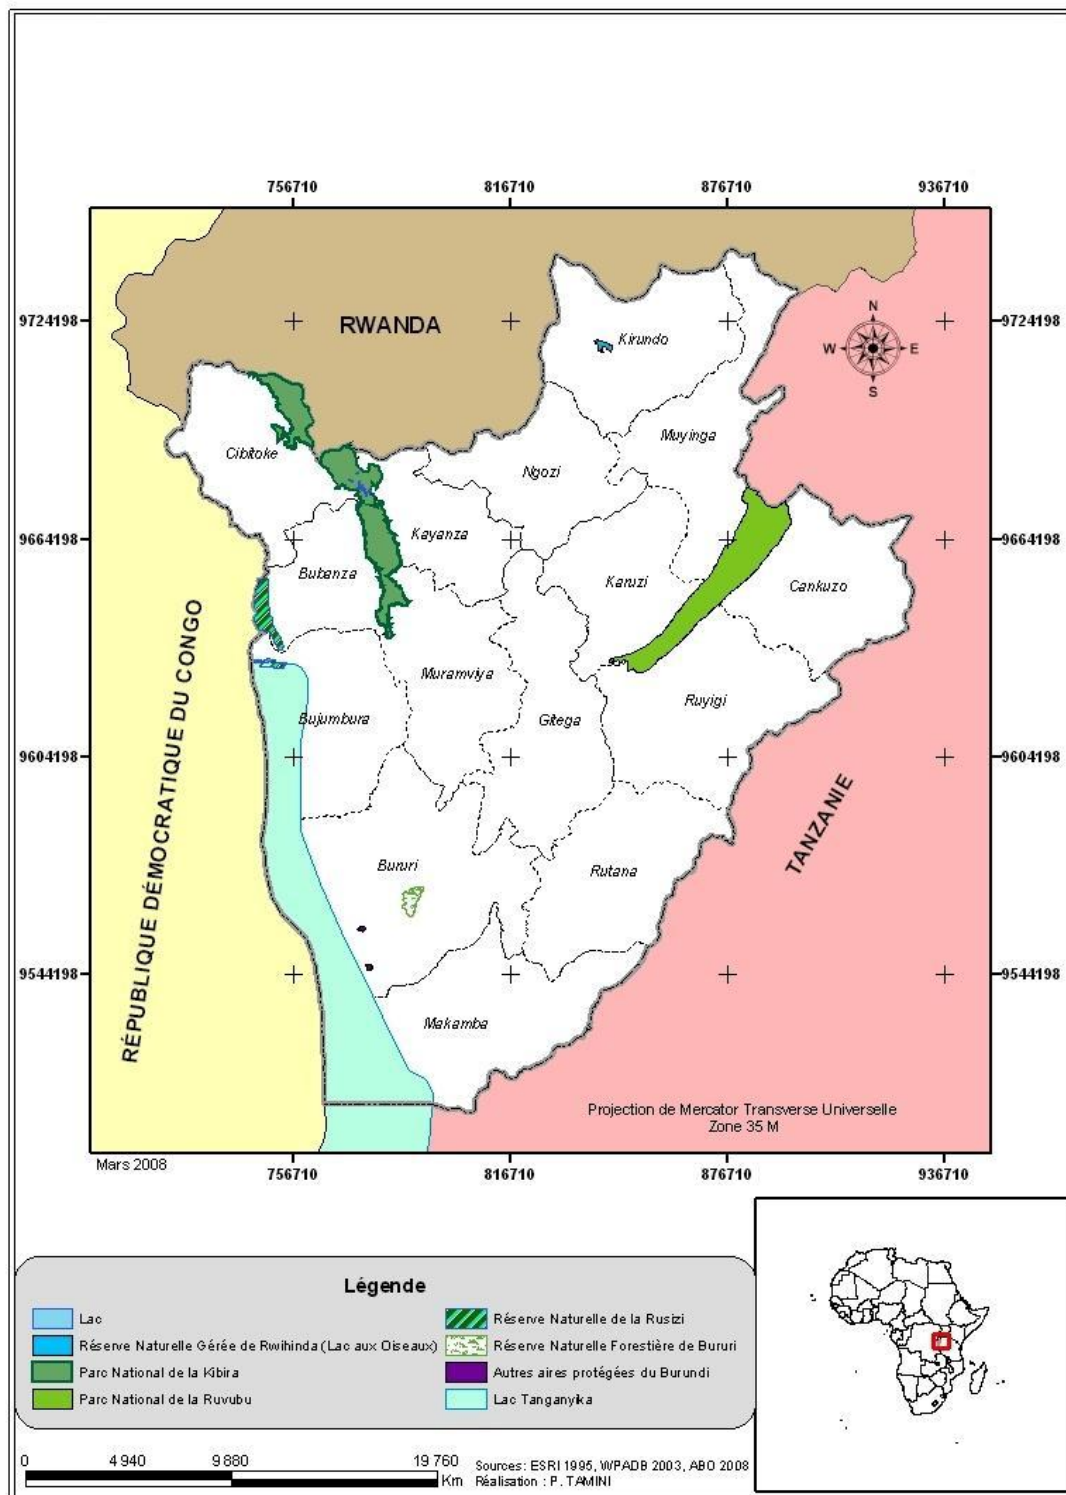 756710 816710 876710 936710
9724198 RWANDA Kirundo N 9724198
W E
S
Muyinga
Cibitoke Ngozi
9664198 Kayanza 9664198
Bubanza Karuzi Cankuzo
Muramviya
Ruyigi
Bujumbura Gitega
9604198 9604198
RÉPUBLIQUE DÉMOCRATIQUE DU CONGO
TANZANIE
Bururi Rutana
9544198 9544198
Makamba
Projection de Mercator Transverse Universelle
Zone 35 M
Mars 2008
756710 816710 876710 936710
Légende
Lac
Réserve Naturelle Gérée de Rwihinda (Lac aux Oiseaux)
Parc National de la Kibira
Parc National de la Ruvubu
Réserve Naturelle de la Rusizi
Réserve Naturelle Forestière de Bururi
Autres aires protégées du Burundi
Lac Tanganyika
0 4 940 9 880 19 760
Km
Sources: ESRI 1995, WPADB 2003, ABO 2008
Réalisation : P. TAMINI